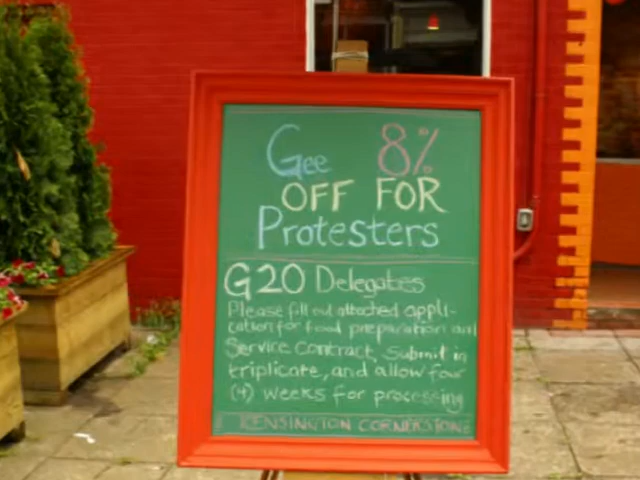 Gee 8%
OFF FOR
Protesters
G20 Delegates
Please fill out attached appli-
cation for food preparation and
Service contract, submit in
triplicate, and allow four
(4) weeks for processing
KENSINGTON CORNERSTONE